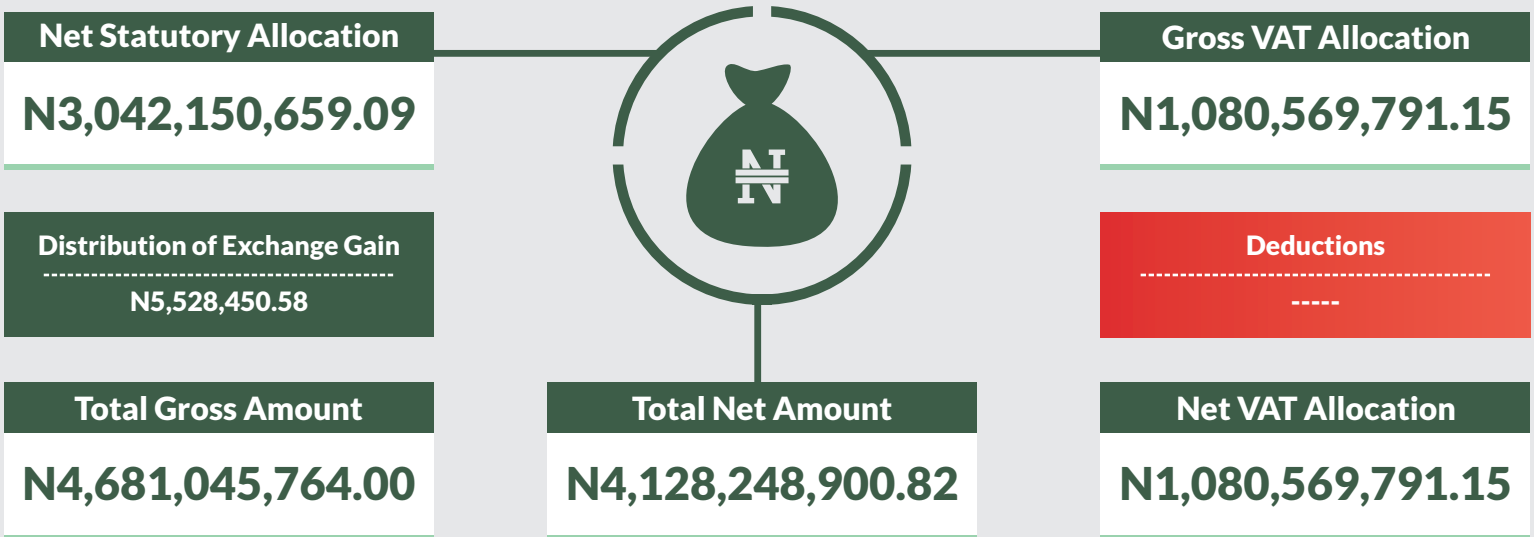 Net Statutory Allocation
N3,042,150,659.09
Gross VAT Allocation
N1,080,569,791.15
₦
Distribution of Exchange Gain
N5,528,450.58
Deductions
-----
Total Gross Amount
N4,681,045,764.00
Total Net Amount
N4,128,248,900.82
Net VAT Allocation
N1,080,569,791.15